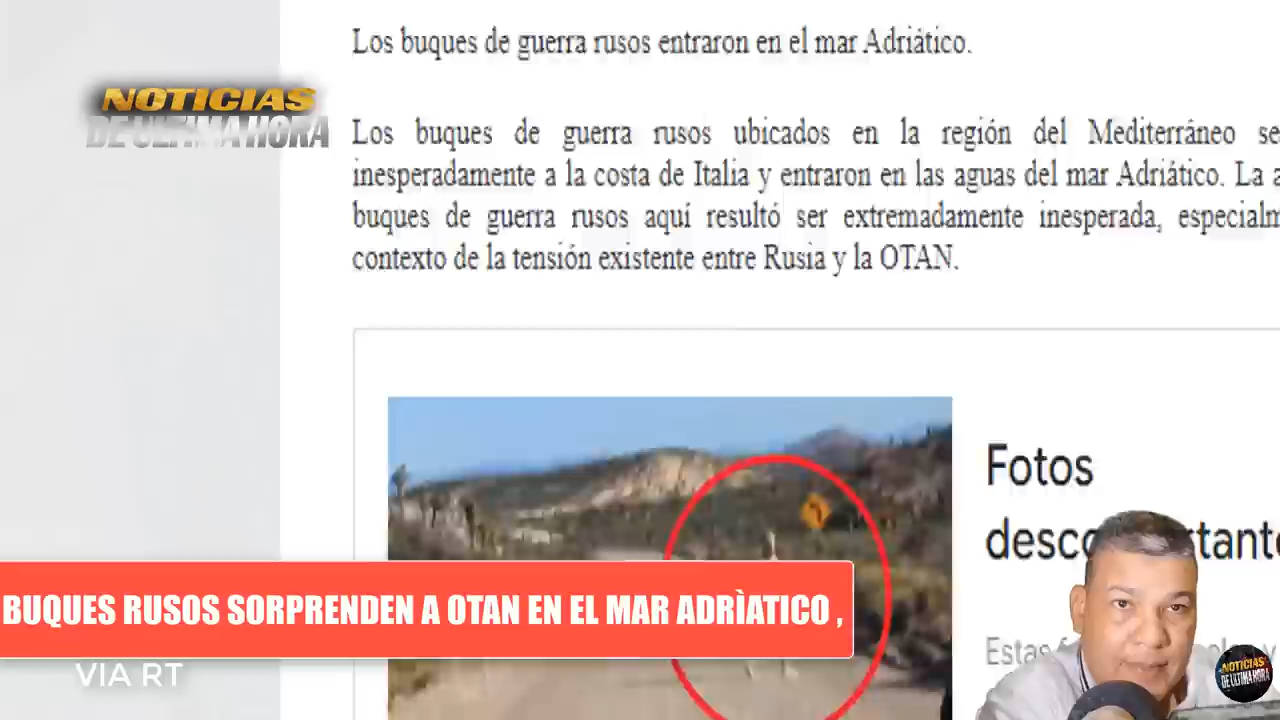 Los buques de guerra rusos entraron en el mar Adriático.
NOTICIAS
DE ULTIMA HORA
Los buques de guerra rusos ubicados en la región del Mediterráneo se
inesperadamente a la costa de Italia y entraron en las aguas del mar Adriático. La a
buques de guerra rusos aquí resultó ser extremadamente inesperada, especialm
contexto de la tensión existente entre Rusia y la OTAN.
Fotos
BUQUES RUSOS SORPRENDEN A OTAN EN EL MAR ADRÌATICO ,
VIA RT
NOTICIAS
DE ULTIMA HORA